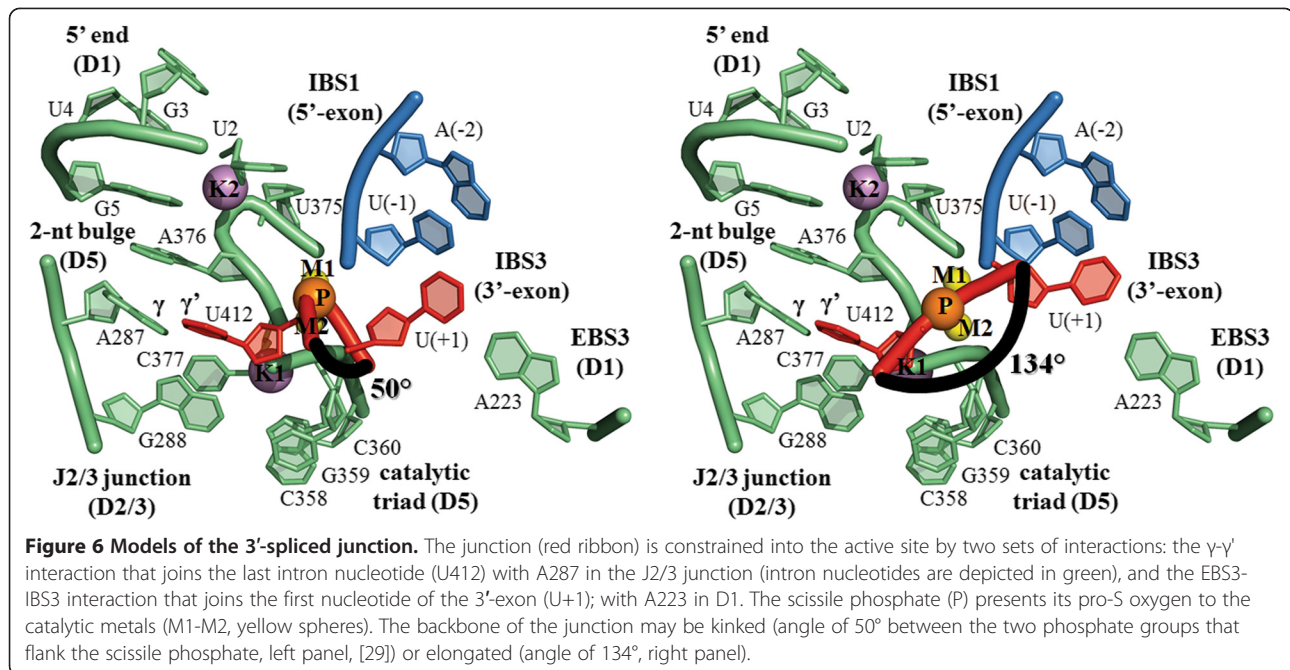 5’ end
(D1)
IBS1
(5’-exon)
U4
G3
U2
A(-2)
K2
G5
U375
U(-1)
2-nt bulge
(D5)
A376
M1
IBS3
(3’-exon)
P
γ
γ’
U412
M2
U(+1)
A287
C377
K1
EBS3
(D1)
50°
A223
G288
C360
G359
C358
J2/3 junction
(D2/3)
catalytic
triad (D5)
5’ end
(D1)
IBS1
(5’-exon)
U4
G3
U2
A(-2)
K2
G5
U375
U(-1)
2-nt bulge
(D5)
A376
M1
IBS3
(3’-exon)
P
γ
γ’
U412
M2
U(+1)
A287
C377
K1
EBS3
(D1)
134°
A223
G288
C360
G359
C358
J2/3 junction
(D2/3)
catalytic
triad (D5)
Figure 6 Models of the 3′-spliced junction. The junction (red ribbon) is constrained into the active site by two sets of interactions: the γ-γ'
interaction that joins the last intron nucleotide (U412) with A287 in the J2/3 junction (intron nucleotides are depicted in green), and the EBS3-
IBS3 interaction that joins the first nucleotide of the 3′-exon (U+1); with A223 in D1. The scissile phosphate (P) presents its pro-S oxygen to the
catalytic metals (M1-M2, yellow spheres). The backbone of the junction may be kinked (angle of 50° between the two phosphate groups that
flank the scissile phosphate, left panel, [29]) or elongated (angle of 134°, right panel).